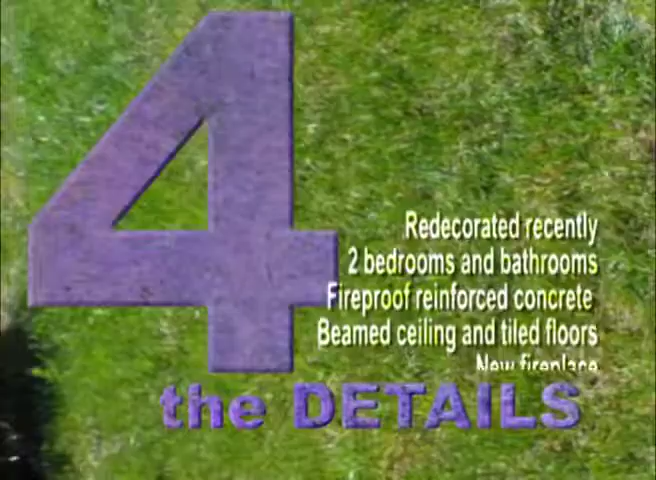 4
Redecorated recently
2 bedrooms and bathrooms
Fireproof reinforced concrete
Beamed ceiling and tiled floors
New fireplace
the DETAILS